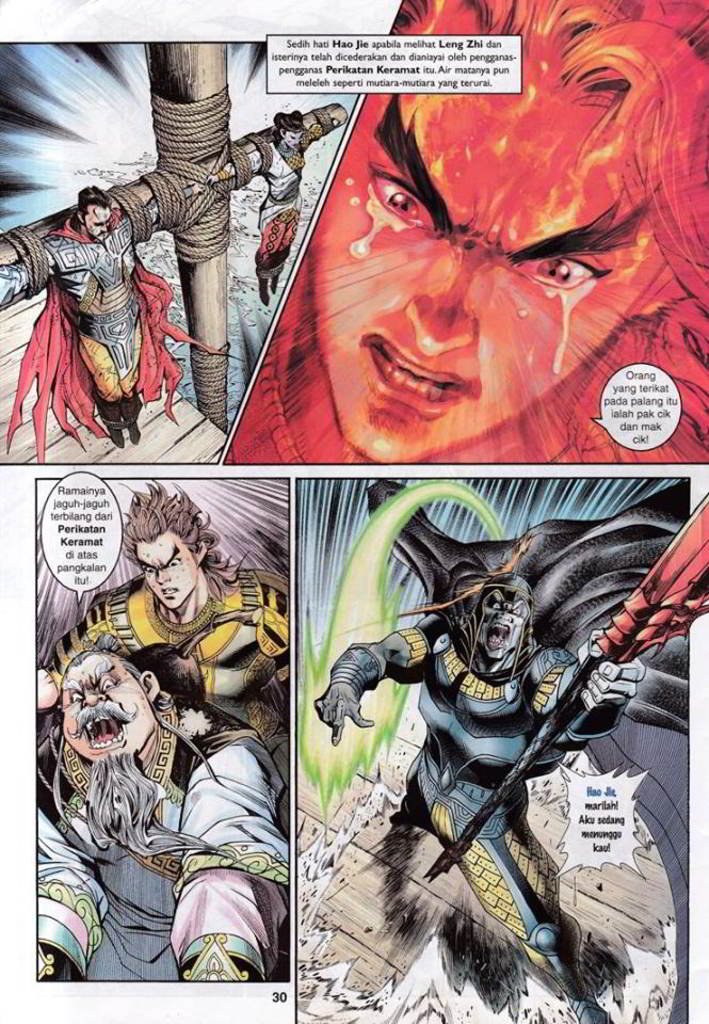 Sedih hati Hao Jie apabila melihat Leng Zhi dan
isterinya telah dicederakan dan dianiayai oleh pengganas-
pengganas Perikatan Keramat itu. Air matanya pun
meleleh seperti mutiara-mutiara yang terurai.
Orang
yang terikat
pada palang itu
ialah pak cik
dan mak
cik!
Ramainya
jaguh-jaguh
terbilang dari
Perikatan
Keramat
di atas
pangkalan
itu!
Hao Jie,
marilah!
Aku sedang
menunggu
kau!
30